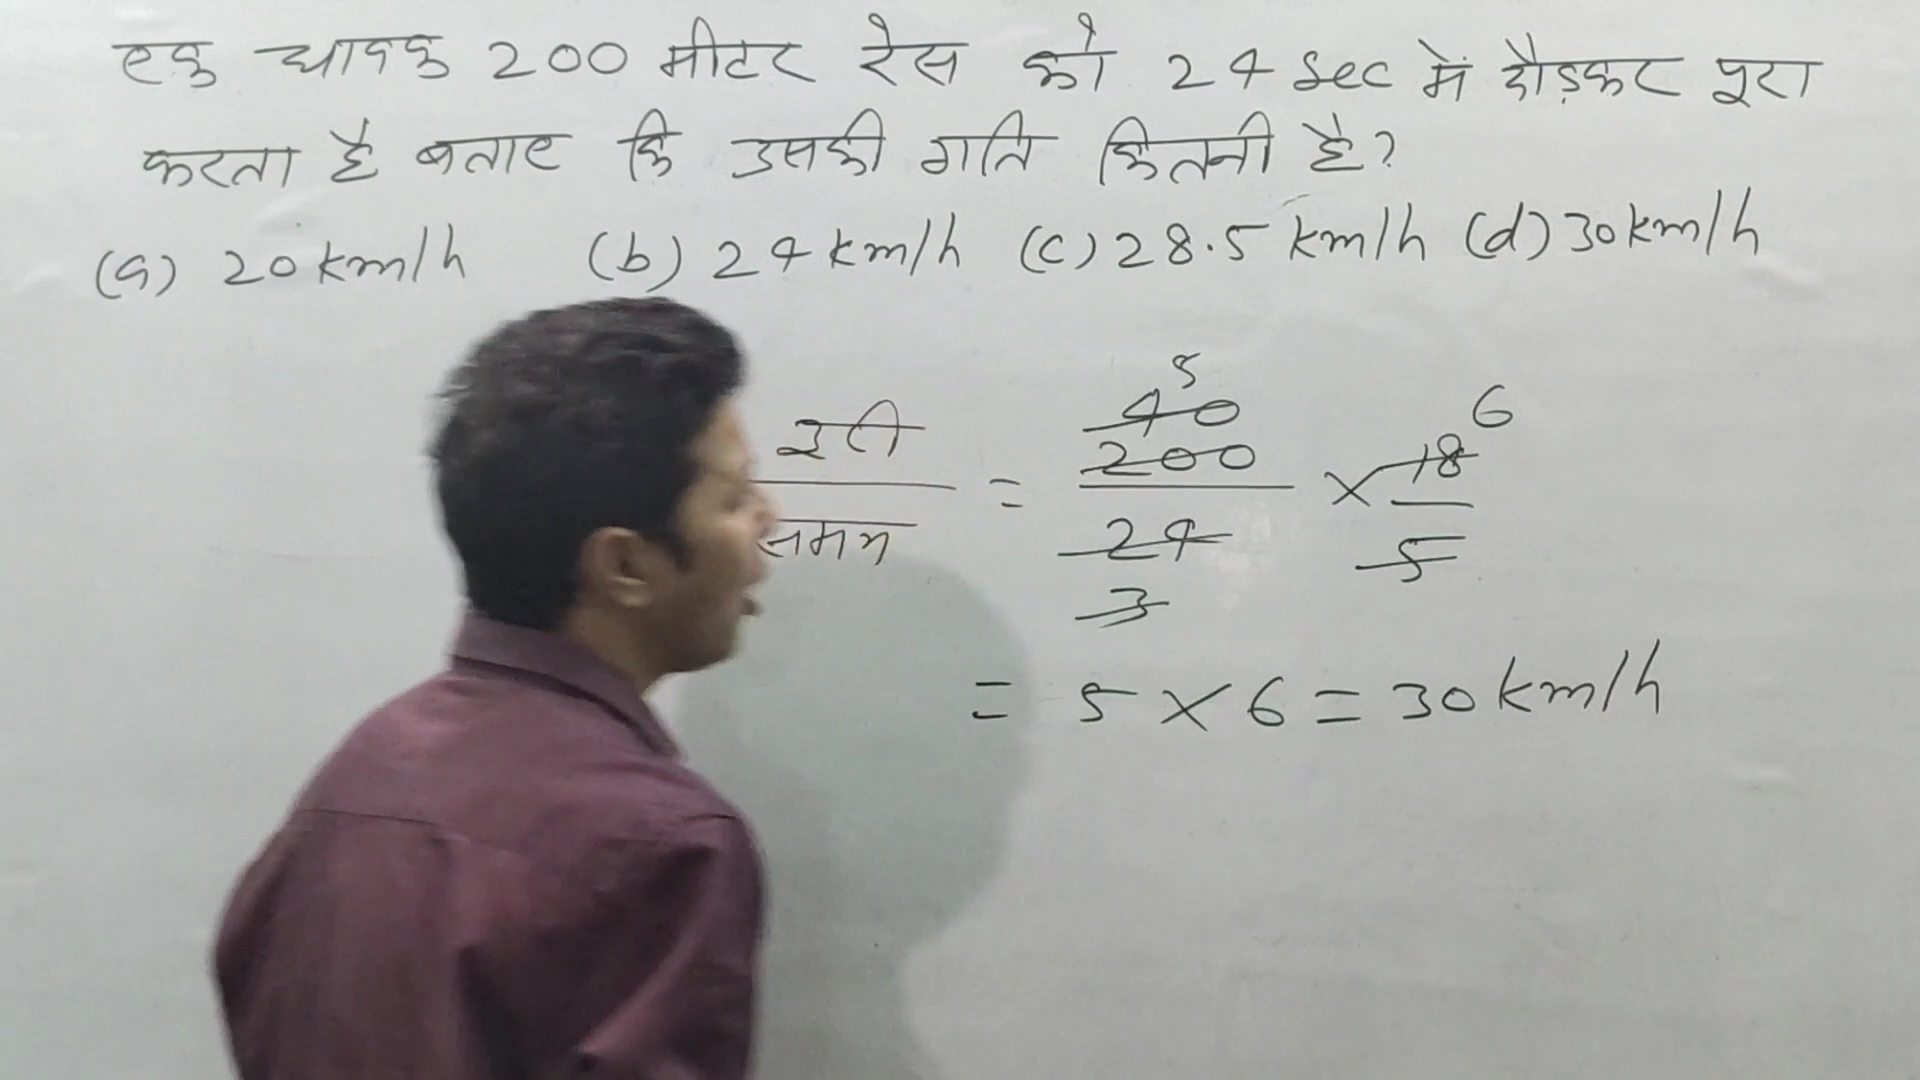 एक धावक 200 मीटर रेस को 24 sec में दौड़कर पूरा
करता है बताए कि उसकी गति कितनी है?
(a) 20 km/h (b) 24 km/h (c) 28.5 km/h (d) 30 km/h
5
40 6
दूरी = 200 × 18
समय 24 5
3
= 5 × 6 = 30 km/h